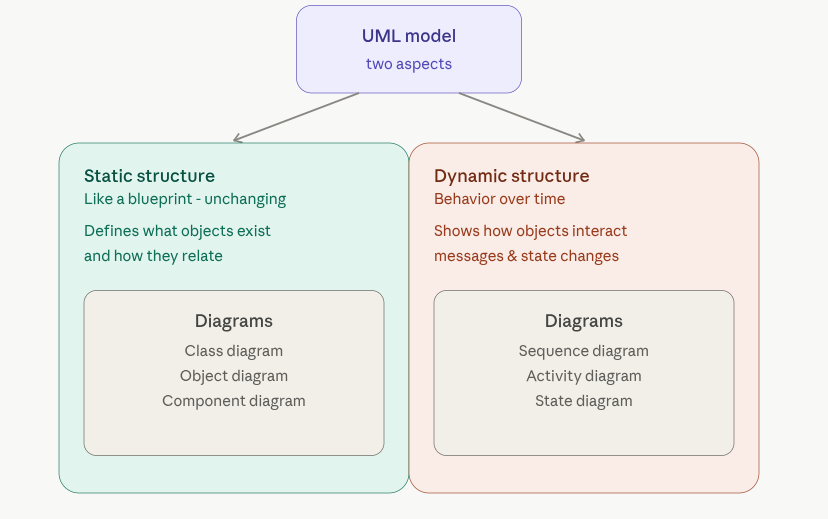 UML model
two aspects
Static structure
Like a blueprint - unchanging
Defines what objects exist
and how they relate
Diagrams
Class diagram
Object diagram
Component diagram
Dynamic structure
Behavior over time
Shows how objects interact
messages & state changes
Diagrams
Sequence diagram
Activity diagram
State diagram